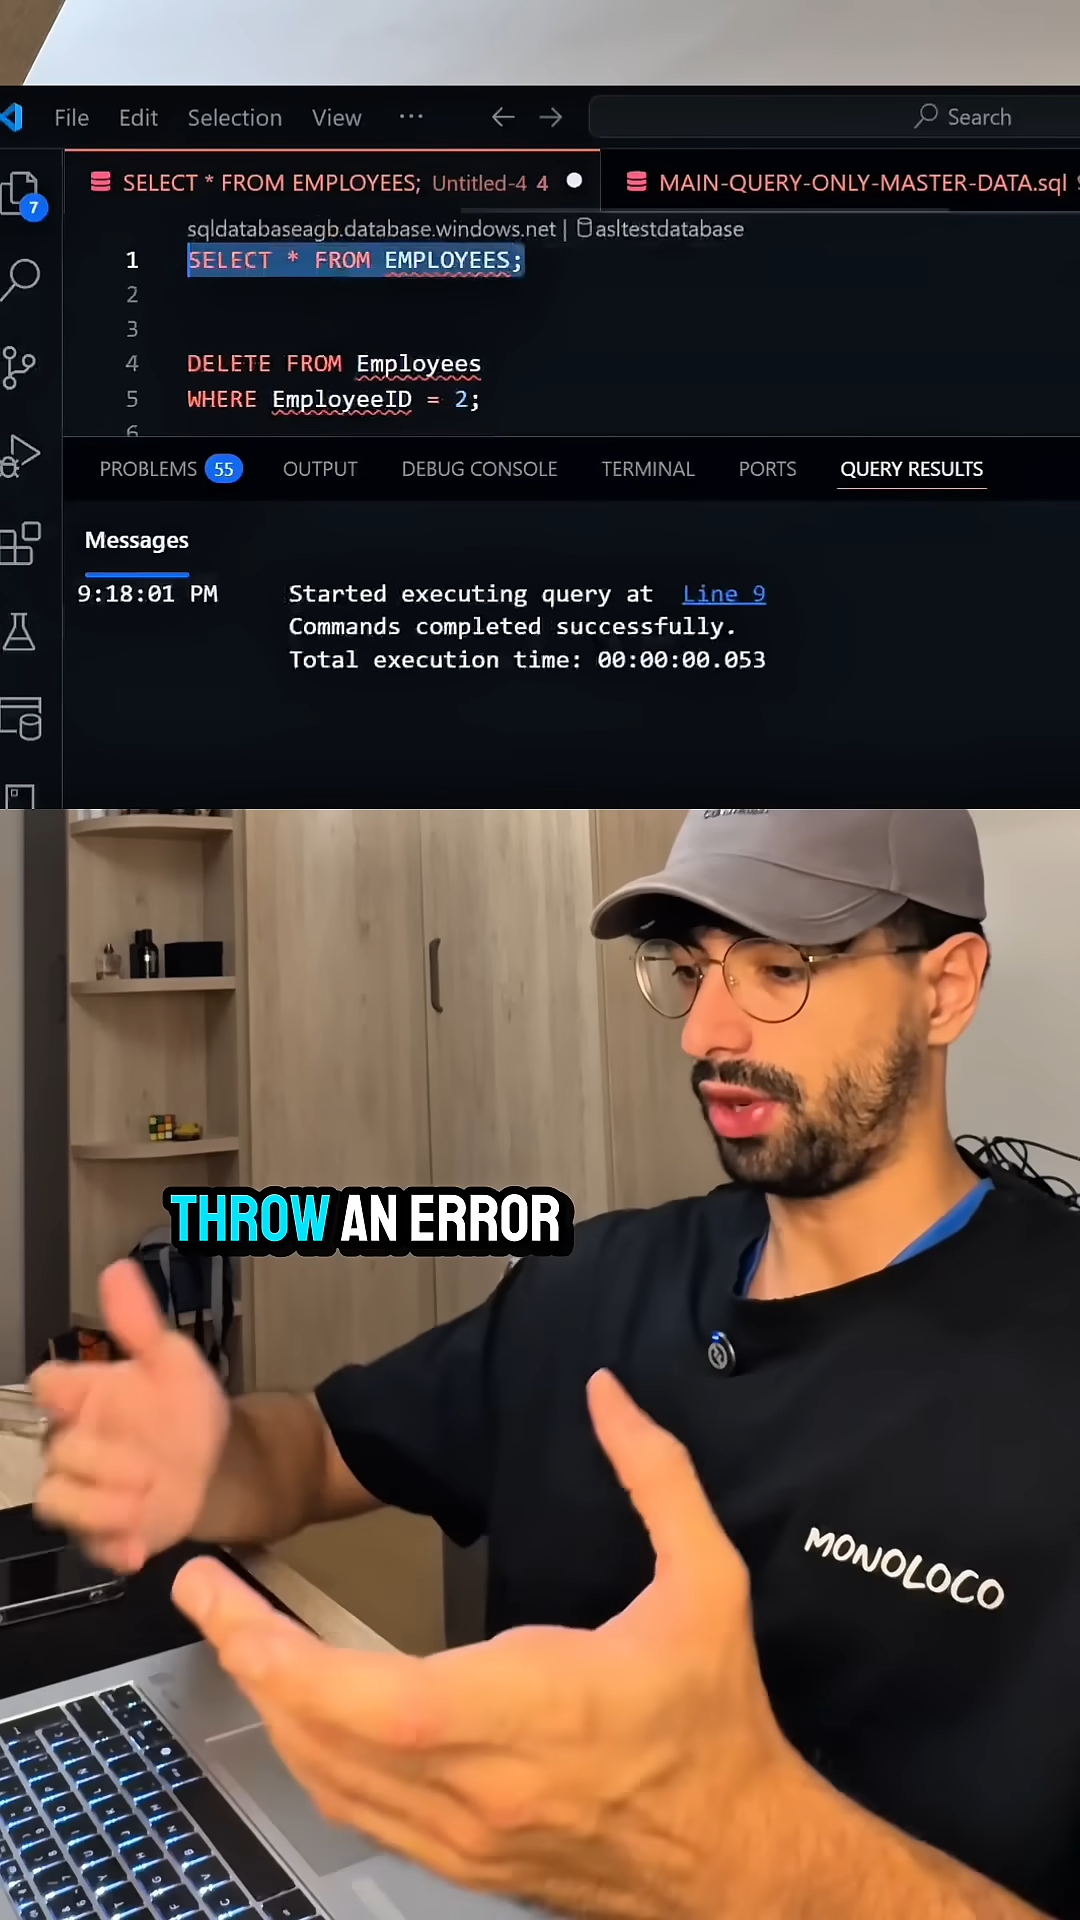 File Edit Selection View ... Search
7
SELECT * FROM EMPLOYEES; Untitled-4 4 MAIN-QUERY-ONLY-MASTER-DATA.sql
sqldatabaseagb.database.windows.net | asltestdatabase
1 SELECT * FROM EMPLOYEES;
2
3
4 DELETE FROM Employees
5 WHERE EmployeeID = 2;
6
PROBLEMS 55 OUTPUT DEBUG CONSOLE TERMINAL PORTS QUERY RESULTS
Messages
9:18:01 PM Started executing query at Line 9
Commands completed successfully.
Total execution time: 00:00:00.053
THROW AN ERROR
MONOLOCO